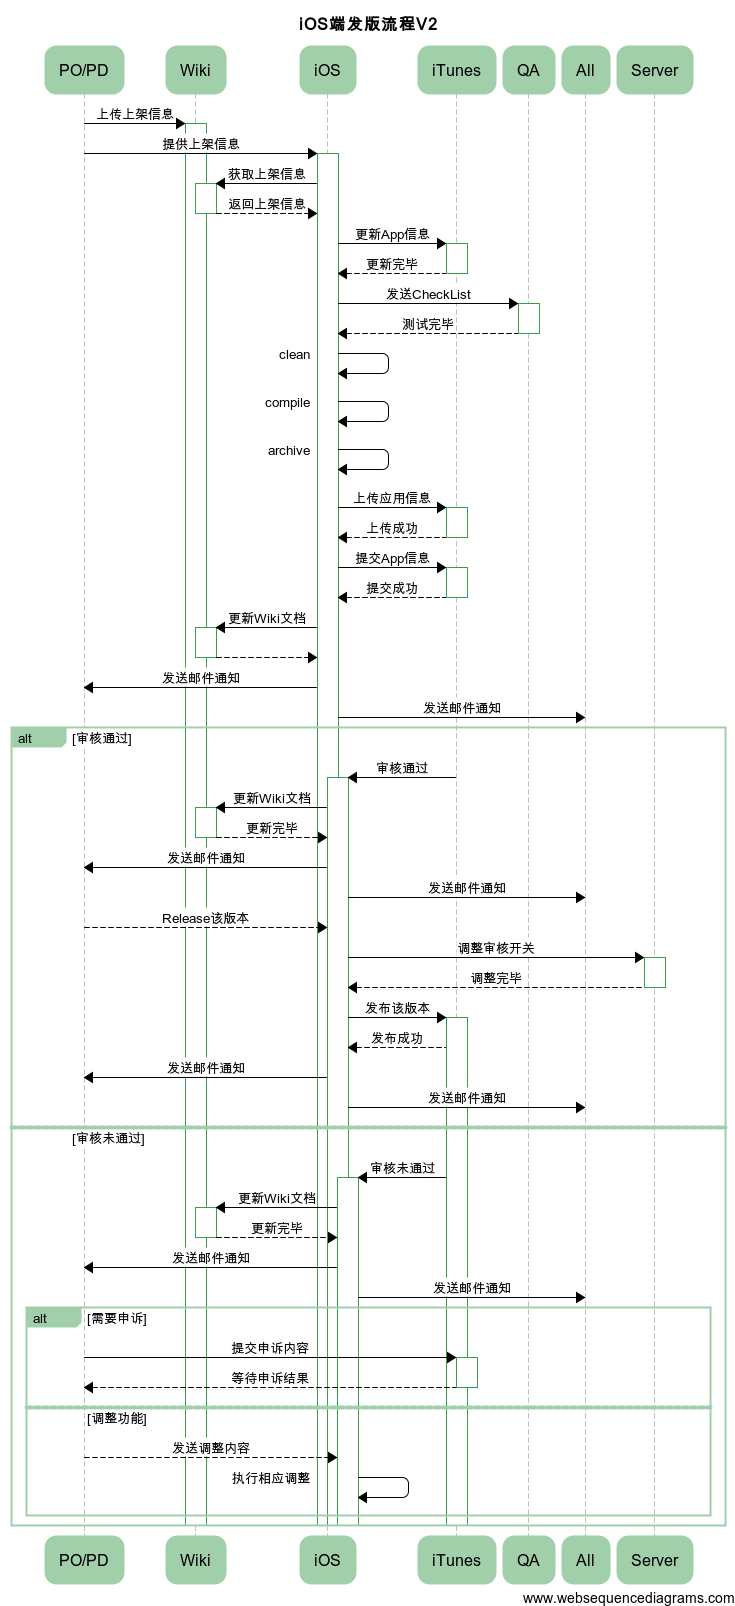 iOS端发版流程V2
PO/PD Wiki iOS iTunes QA All Server
上传上架信息
提供上架信息
获取上架信息
返回上架信息
更新App信息
更新完毕
发送CheckList
测试完毕
clean
compile
archive
上传应用信息
上传成功
提交App信息
提交成功
更新Wiki文档
发送邮件通知
发送邮件通知
alt [审核通过]
审核通过
更新Wiki文档
更新完毕
发送邮件通知
发送邮件通知
Release该版本
调整审核开关
调整完毕
发布该版本
发布成功
发送邮件通知
发送邮件通知
[审核未通过]
审核未通过
更新Wiki文档
更新完毕
发送邮件通知
发送邮件通知
alt [需要申诉]
提交申诉内容
等待申诉结果
[调整功能]
发送调整内容
执行相应调整
PO/PD Wiki iOS iTunes QA All Server
www.websequencediagrams.com